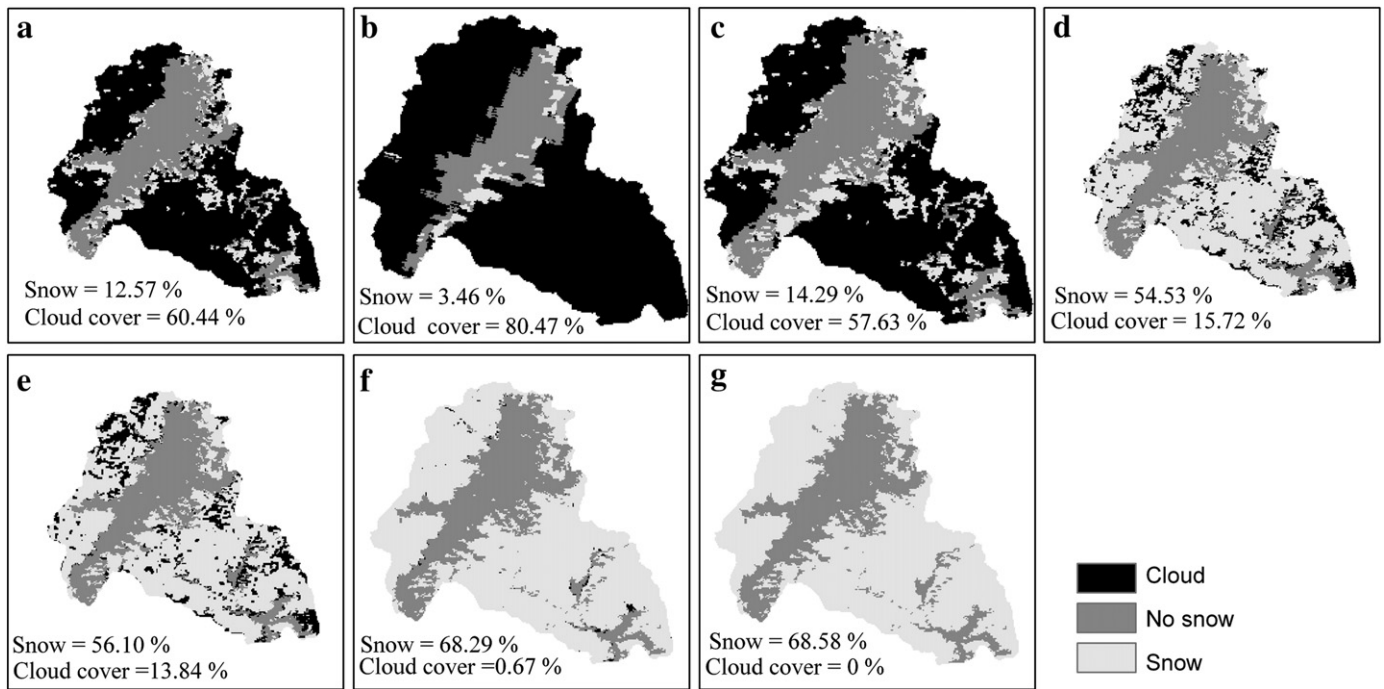 a
Snow = 12.57 %
Cloud cover = 60.44 %
b
Snow = 3.46 %
Cloud cover = 80.47 %
c
Snow = 14.29 %
Cloud cover = 57.63 %
d
Snow = 54.53 %
Cloud cover = 15.72 %
e
Snow = 56.10 %
Cloud cover =13.84 %
f
Snow = 68.29 %
Cloud cover =0.67 %
g
Snow = 68.58 %
Cloud cover = 0 %
Cloud
No snow
Snow